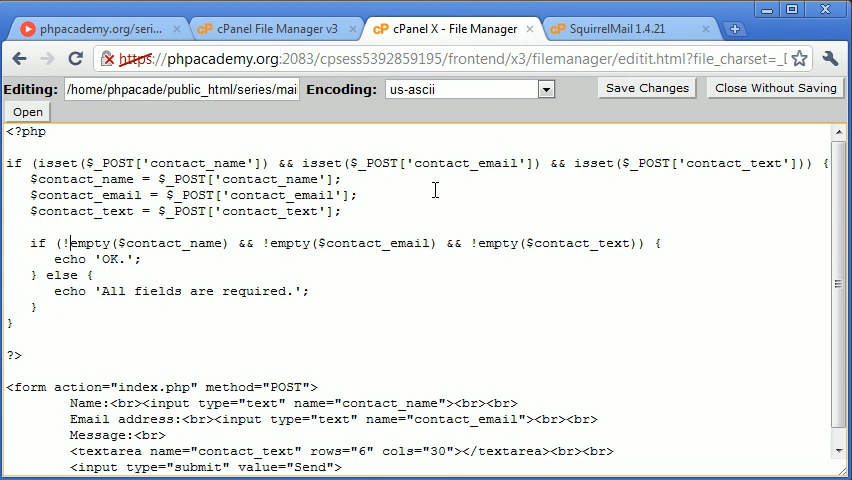 phpacademy.org/seri...
cPanel File Manager v3
cPanel X - File Manager
SquirrelMail 1.4.21
https://phpacademy.org:2083/cpsess5392859195/frontend/x3/filemanager/editit.html?file_charset=_D
Editing: /home/phpacade/public_html/series/mai Encoding: us-ascii Save Changes Close Without Saving
Open
<?php
if (isset($_POST['contact_name']) && isset($_POST['contact_email']) && isset($_POST['contact_text'])) {
$contact_name = $_POST['contact_name'];
$contact_email = $_POST['contact_email'];
$contact_text = $_POST['contact_text'];
if (!empty($contact_name) && !empty($contact_email) && !empty($contact_text)) {
echo 'OK.';
} else {
echo 'All fields are required.';
}
}
?>
<form action="index.php" method="POST">
Name:<br><input type="text" name="contact_name"><br><br>
Email address:<br><input type="text" name="contact_email"><br><br>
Message:<br>
<textarea name="contact_text" rows="6" cols="30"></textarea><br><br>
<input type="submit" value="Send">